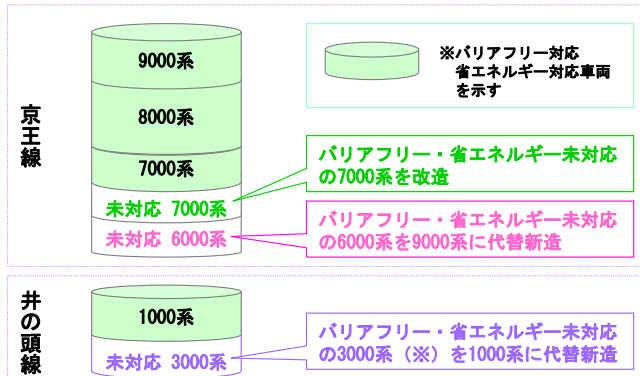 京王線
9000系
8000系
7000系
未対応 7000系
未対応 6000系
※バリアフリー対応
省エネルギー対応車両
を示す
バリアフリー・省エネルギー未対応
の7000系を改造
バリアフリー・省エネルギー未対応
の6000系を9000系に代替新造
井の頭線
1000系
未対応 3000系
バリアフリー・省エネルギー未対応
の3000系（※）を1000系に代替新造